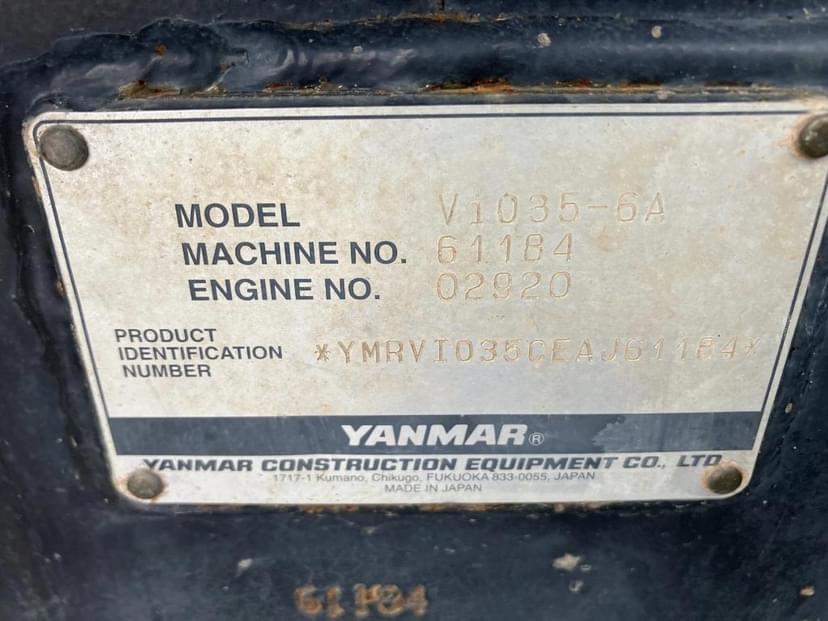 MODEL ViO35-6A
MACHINE NO. 61184
ENGINE NO. 02920
PRODUCT
IDENTIFICATION
NUMBER
*YMRVIO35CEAJ61184*
YANMAR®
YANMAR CONSTRUCTION EQUIPMENT CO., LTD.
1717-1 Kumano, Chikugo, FUKUOKA 833-0055, JAPAN
MADE IN JAPAN
61184